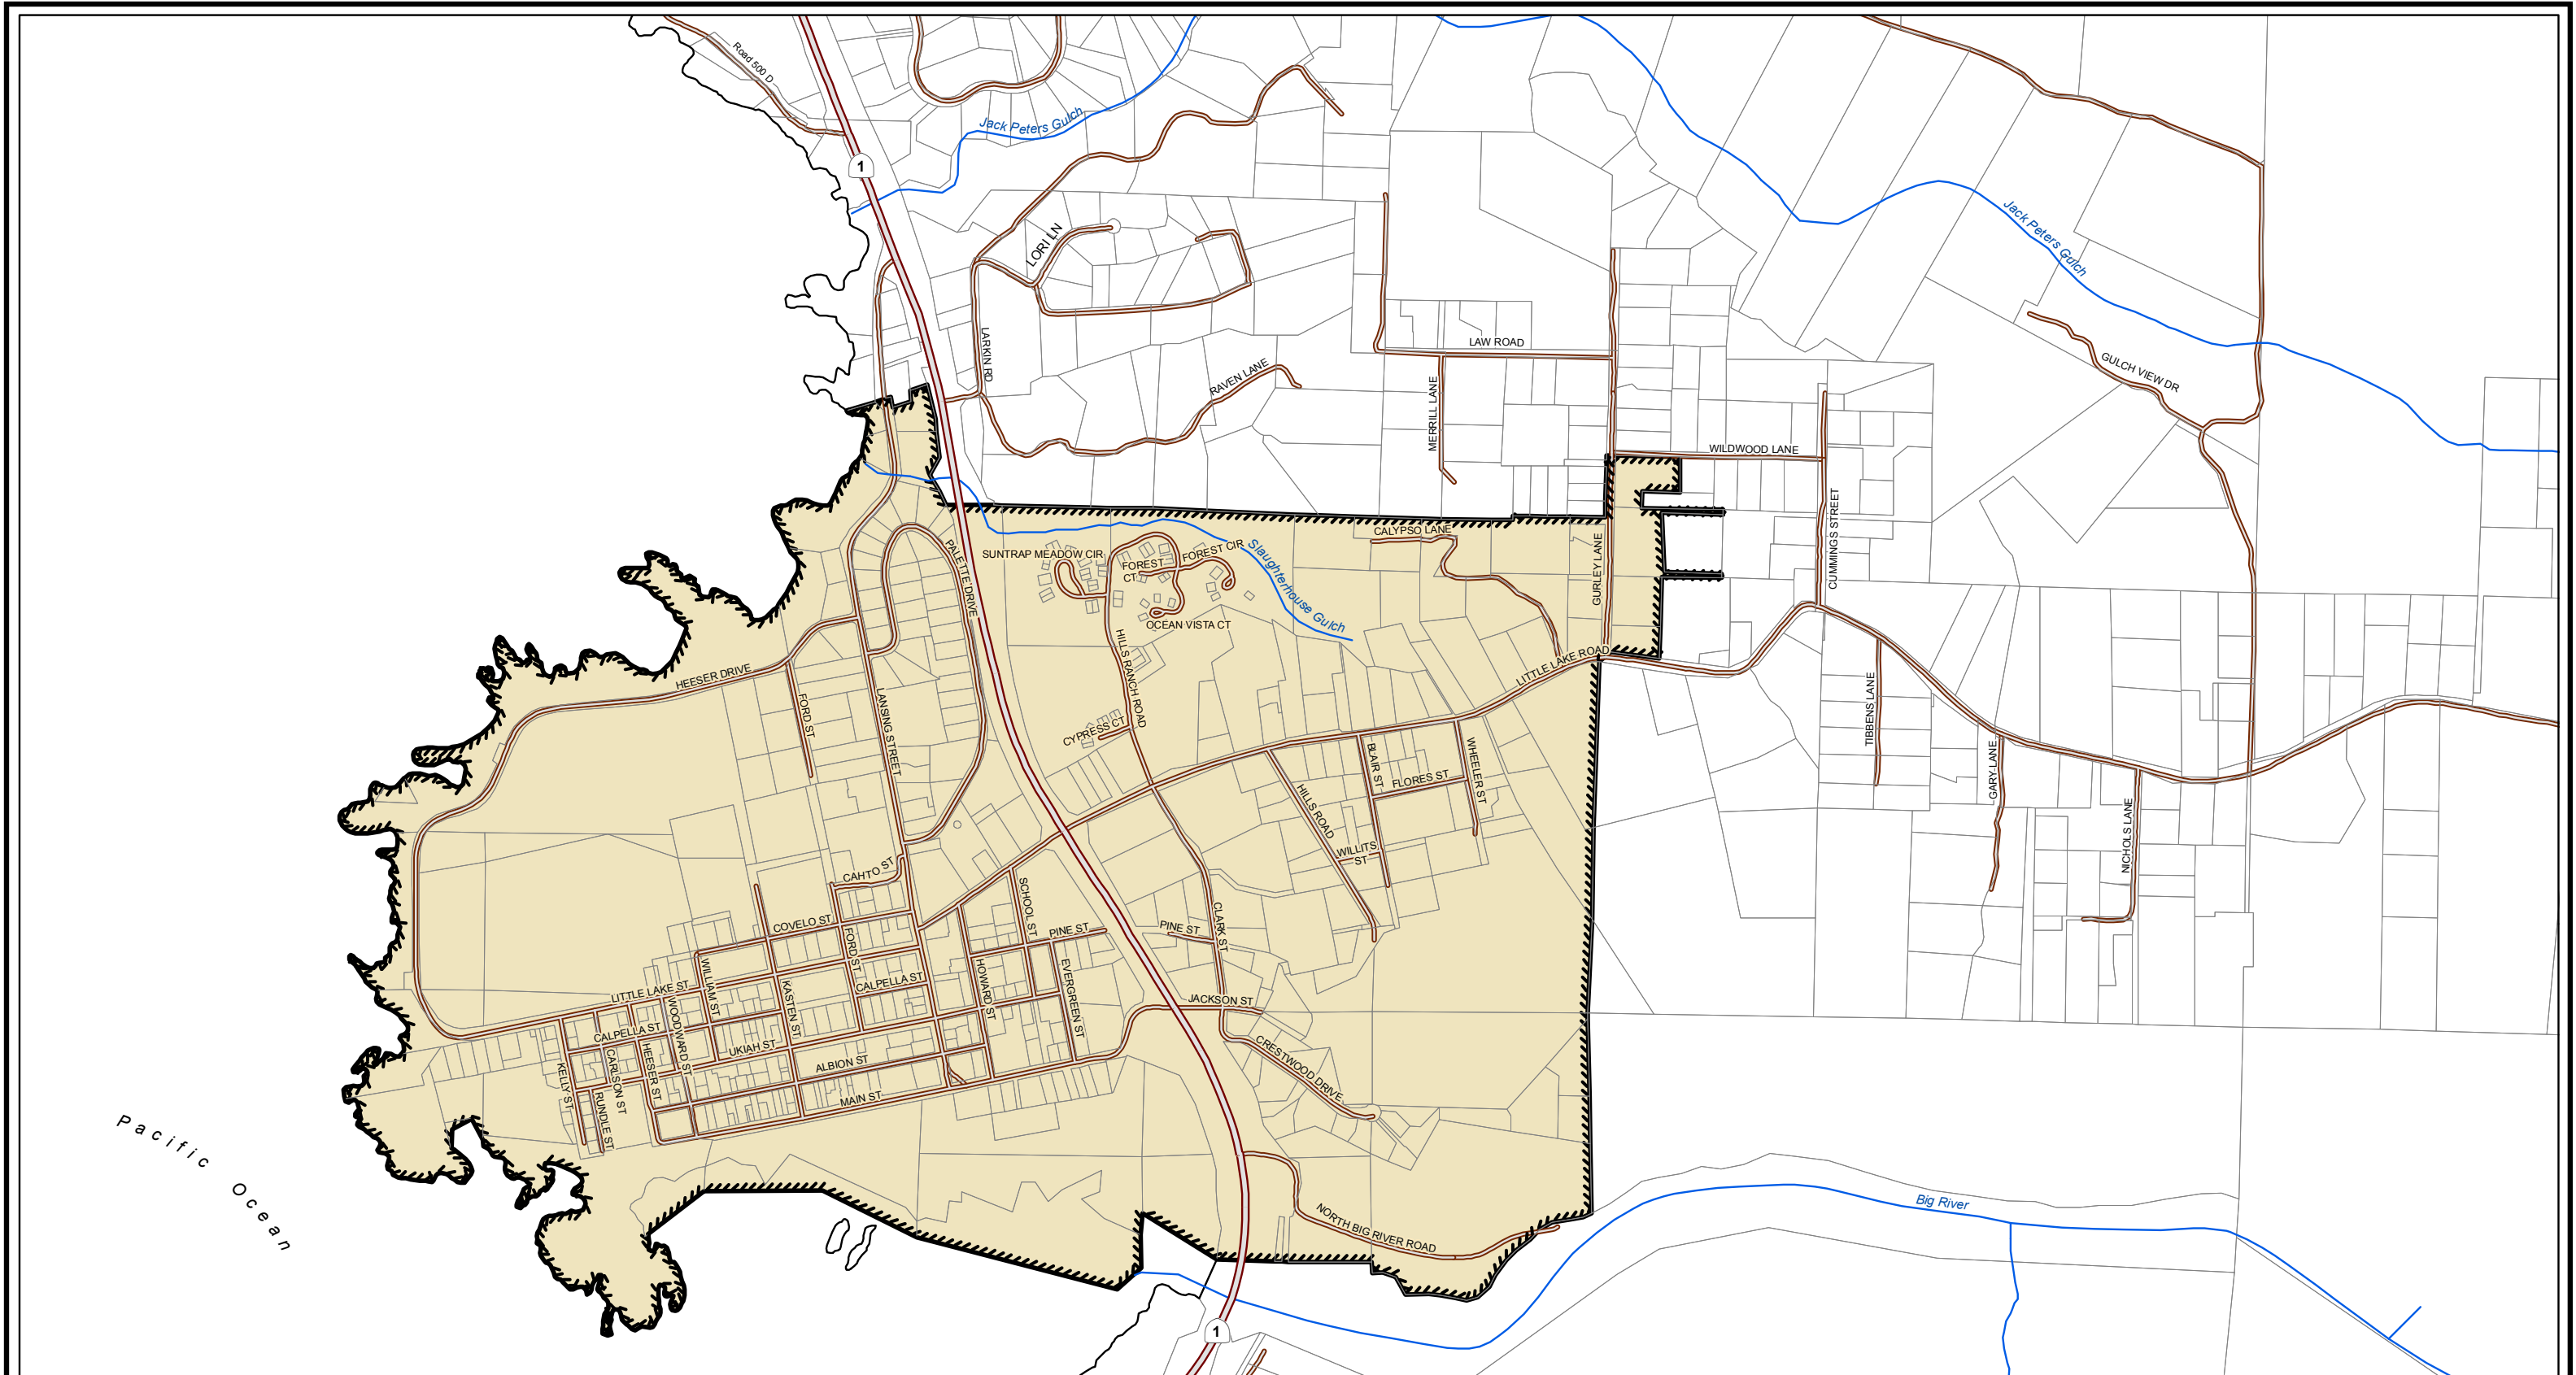 Road 500 D
Jack Peters Gulch
1
LORI LN
Jack Peters Gulch
LARKIN RD
LAW ROAD
GULCH VIEW DR
RAVEN LANE
MERRILL LANE
WILDWOOD LANE
CUMMINGS STREET
CALYPSO LANE
PALETTE DRIVE
SUNTRAP MEADOW CIR
FOREST CIR
FOREST
CT
Slaughterhouse Gulch
GURLEY LANE
OCEAN VISTA CT
HEESER DRIVE
FORD ST
LANSING STREET
HILLS RANCH ROAD
LITTLE LAKE ROAD
CYPRESS CT
TIBBENS LANE
BLAIR ST
WHEELER ST
FLORES ST
GARY LANE
HILLS ROAD
NICHOLS LANE
WILLITS
ST
CAHTO ST
SCHOOL ST
COVELO ST
CLARK ST
PINE ST
PINE ST
FORD ST
WILLIAM ST
KASTEN ST
CALPELLA ST
HOWARD ST
EVERGREEN ST
LITTLE LAKE ST
WOODWARD ST
JACKSON ST
CALPELLA ST
UKIAH ST
CRESTWOOD DRIVE
KELLY ST
CARLSON ST
HEESER ST
ALBION ST
RUNDLE ST
MAIN ST
Pacific Ocean
Big River
NORTH BIG RIVER ROAD
1